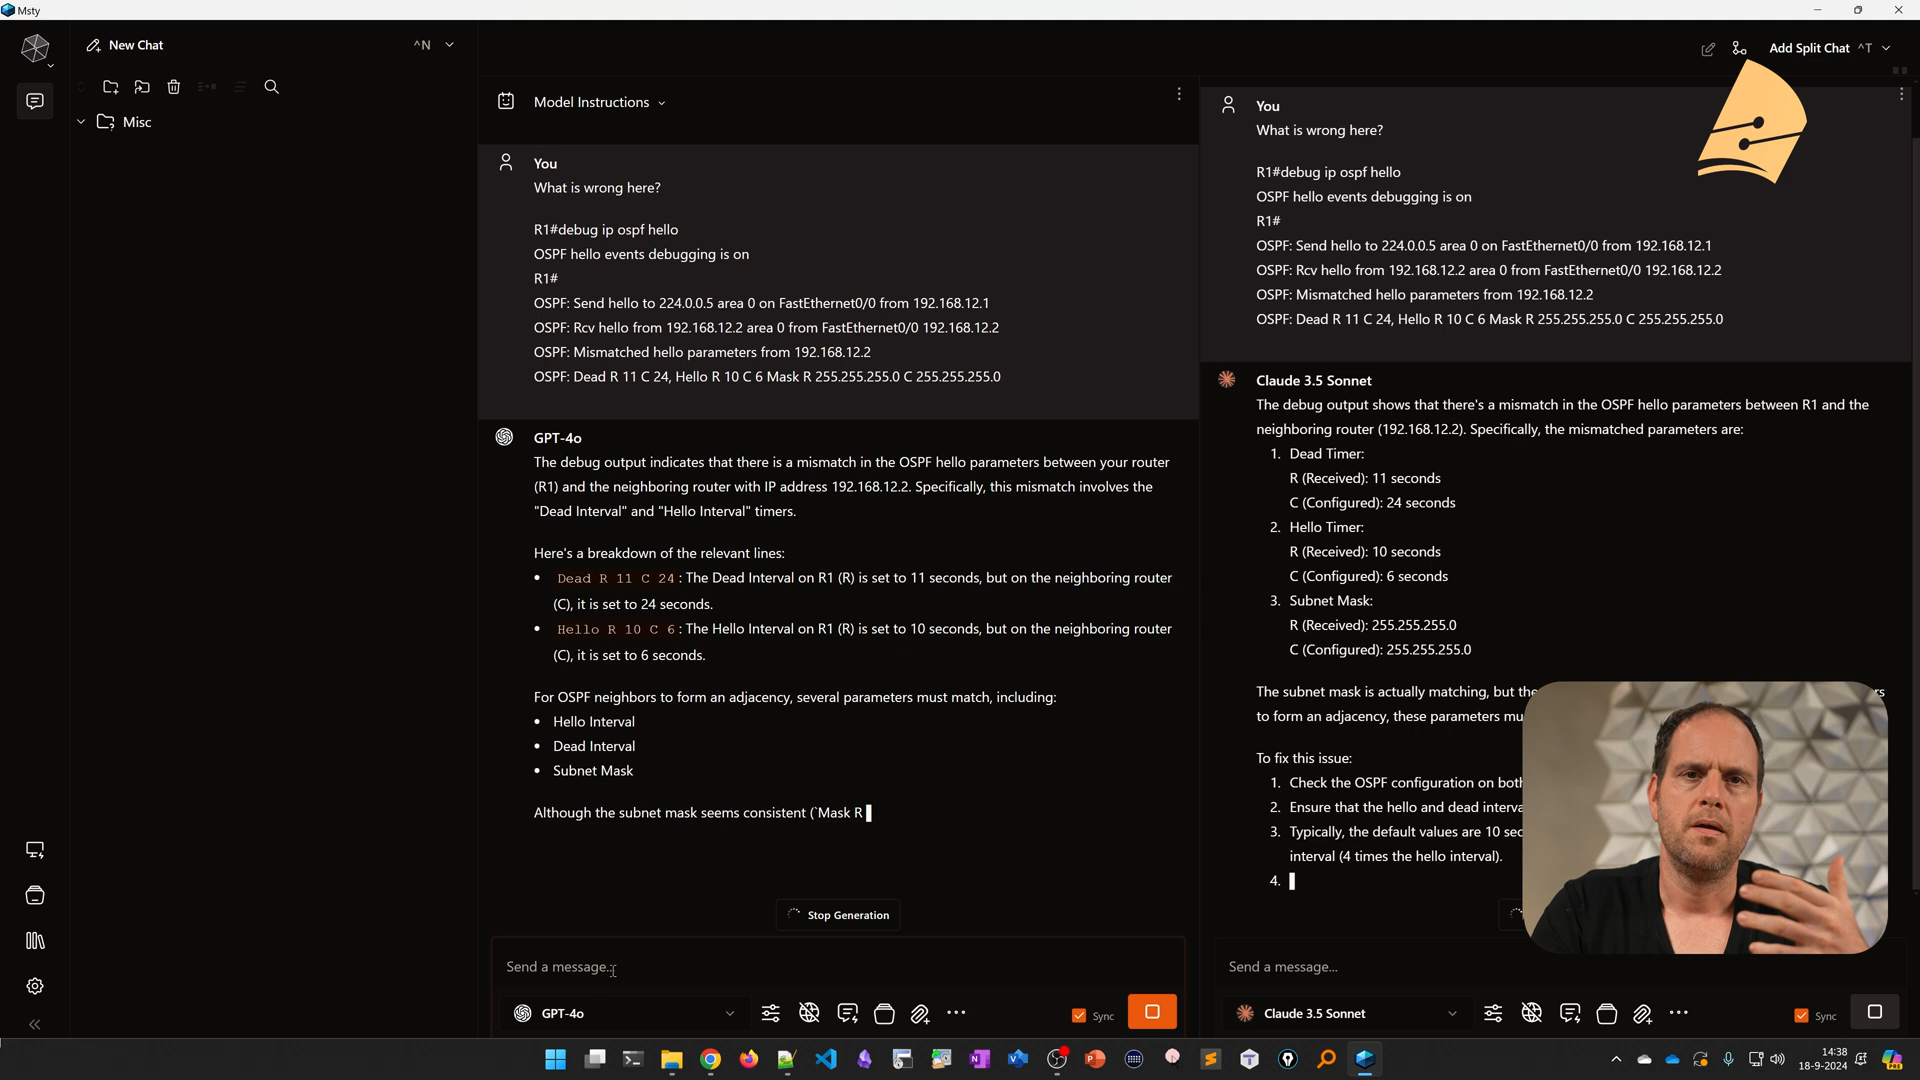 Msty
New Chat
^N
Misc
Add Split Chat ^T
Model Instructions
You
What is wrong here?
R1#debug ip ospf hello
OSPF hello events debugging is on
R1#
OSPF: Send hello to 224.0.0.5 area 0 on FastEthernet0/0 from 192.168.12.1
OSPF: Rcv hello from 192.168.12.2 area 0 from FastEthernet0/0 192.168.12.2
OSPF: Mismatched hello parameters from 192.168.12.2
OSPF: Dead R 11 C 24, Hello R 10 C 6 Mask R 255.255.255.0 C 255.255.255.0
GPT-4o
The debug output indicates that there is a mismatch in the OSPF hello parameters between your router
(R1) and the neighboring router with IP address 192.168.12.2. Specifically, this mismatch involves the
"Dead Interval" and "Hello Interval" timers.
Here's a breakdown of the relevant lines:
• Dead R 11 C 24: The Dead Interval on R1 (R) is set to 11 seconds, but on the neighboring router
(C), it is set to 24 seconds.
• Hello R 10 C 6: The Hello Interval on R1 (R) is set to 10 seconds, but on the neighboring router
(C), it is set to 6 seconds.
For OSPF neighbors to form an adjacency, several parameters must match, including:
• Hello Interval
• Dead Interval
• Subnet Mask
Although the subnet mask seems consistent (`Mask R
Stop Generation
Send a message...
GPT-4o
Sync
You
What is wrong here?
R1#debug ip ospf hello
OSPF hello events debugging is on
R1#
OSPF: Send hello to 224.0.0.5 area 0 on FastEthernet0/0 from 192.168.12.1
OSPF: Rcv hello from 192.168.12.2 area 0 from FastEthernet0/0 192.168.12.2
OSPF: Mismatched hello parameters from 192.168.12.2
OSPF: Dead R 11 C 24, Hello R 10 C 6 Mask R 255.255.255.0 C 255.255.255.0
Claude 3.5 Sonnet
The debug output shows that there's a mismatch in the OSPF hello parameters between R1 and the
neighboring router (192.168.12.2). Specifically, the mismatched parameters are:
1. Dead Timer:
R (Received): 11 seconds
C (Configured): 24 seconds
2. Hello Timer:
R (Received): 10 seconds
C (Configured): 6 seconds
3. Subnet Mask:
R (Received): 255.255.255.0
C (Configured): 255.255.255.0
The subnet mask is actually matching, but the
to form an adjacency, these parameters mu
To fix this issue:
1. Check the OSPF configuration on both
2. Ensure that the hello and dead interva
3. Typically, the default values are 10 sec
interval (4 times the hello interval).
4.
Send a message...
Claude 3.5 Sonnet
Sync
14:38
18-9-2024
PRE